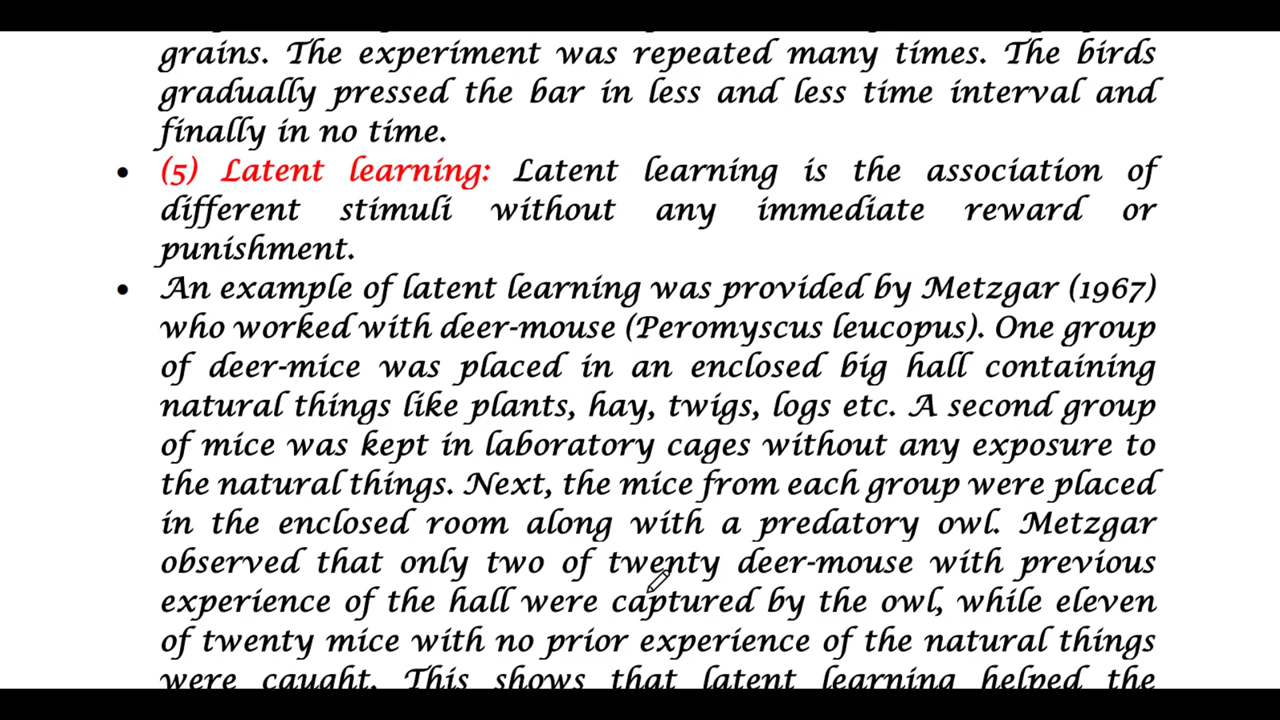 grains. The experiment was repeated many times. The birds
gradually pressed the bar in less and less time interval and
finally in no time.
• (5) Latent learning: Latent learning is the association of
different stimuli without any immediate reward or
punishment.
• An example of latent learning was provided by Metzgar (1967)
who worked with deer-mouse (Peromyscus leucopus). One group
of deer-mice was placed in an enclosed big hall containing
natural things like plants, hay, twigs, logs etc. A second group
of mice was kept in laboratory cages without any exposure to
the natural things. Next, the mice from each group were placed
in the enclosed room along with a predatory owl. Metzgar
observed that only two of twenty deer-mouse with previous
experience of the hall were captured by the owl, while eleven
of twenty mice with no prior experience of the natural things
were caught. This shows that latent learning helped the